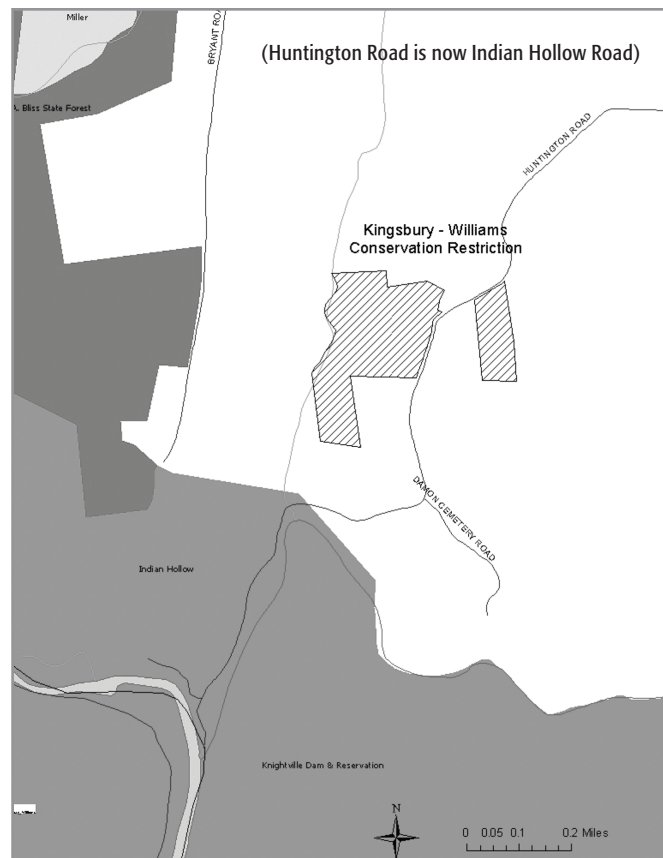 Miller
BRYANT ROA
(Huntington Road is now Indian Hollow Road)
Bliss State Forest
HUNTINGTON ROAD
Kingsbury - Williams
Conservation Restriction
DAMON CEMETERY ROAD
Indian Hollow
Knightville Dam & Reservation
N
0 0.05 0.1 0.2 Miles